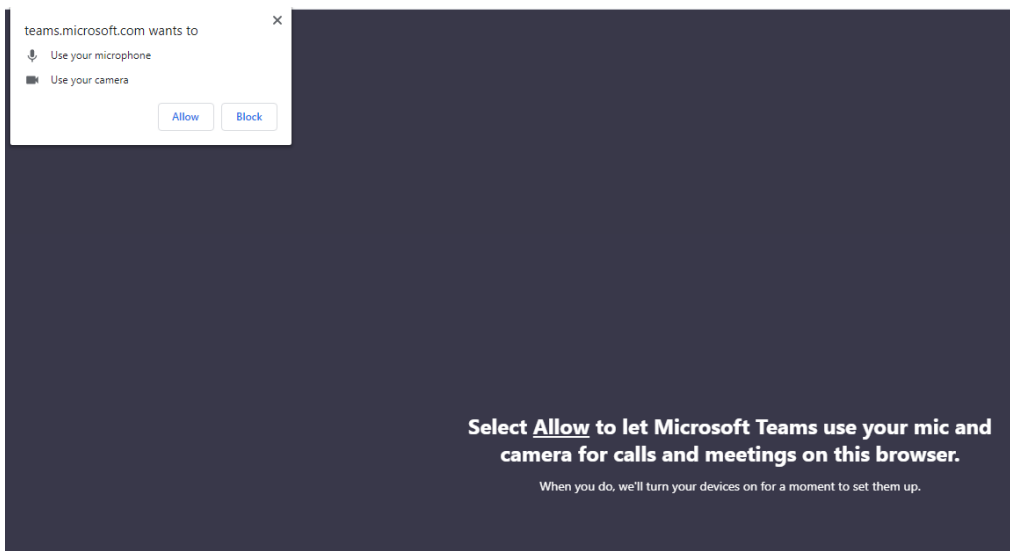 teams.microsoft.com wants to
Use your microphone
Use your camera
Allow
Block
Select Allow to let Microsoft Teams use your mic and
camera for calls and meetings on this browser.
When you do, we'll turn your devices on for a moment to set them up.